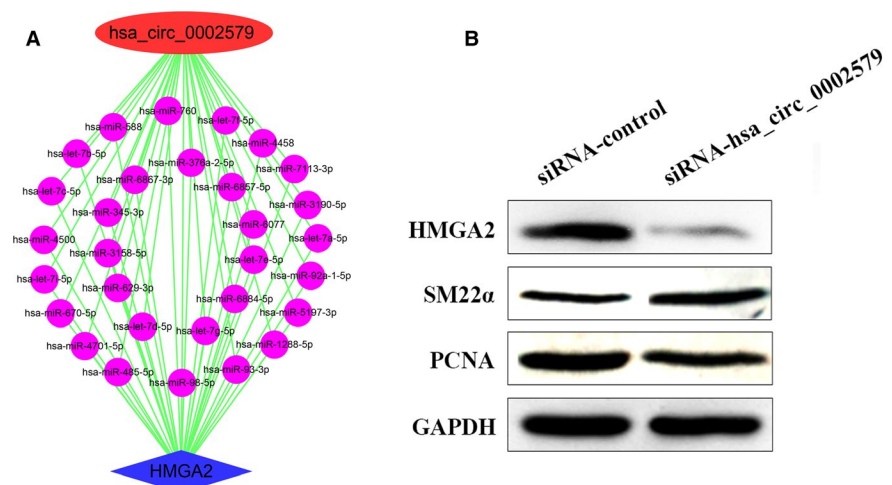 A
hsa_circ_0002579
hsa-miR-760
hsa-let-7f-5p
hsa-miR-588
hsa-miR-4458
hsa-let-7b-5p
hsa-miR-376a-2-5p
hsa-miR-7113-3p
hsa-miR-6867-3p
hsa-miR-6857-5p
hsa-let-7c-5p
hsa-miR-3190-5p
hsa-miR-345-3p
hsa-miR-6077
hsa-miR-4500
hsa-let-7a-5p
hsa-miR-3158-5p
hsa-let-7e-5p
hsa-let-7i-5p
hsa-miR-92a-1-5p
hsa-miR-629-3p
hsa-miR-6884-5p
hsa-miR-670-5p
hsa-miR-5197-3p
hsa-let-7d-5p
hsa-let-7g-5p
hsa-miR-4701-5p
hsa-miR-1288-5p
hsa-miR-485-5p
hsa-miR-93-3p
hsa-miR-98-5p
HMGA2
B
siRNA-control
siRNA-hsa_circ_0002579
HMGA2
SM22α
PCNA
GAPDH